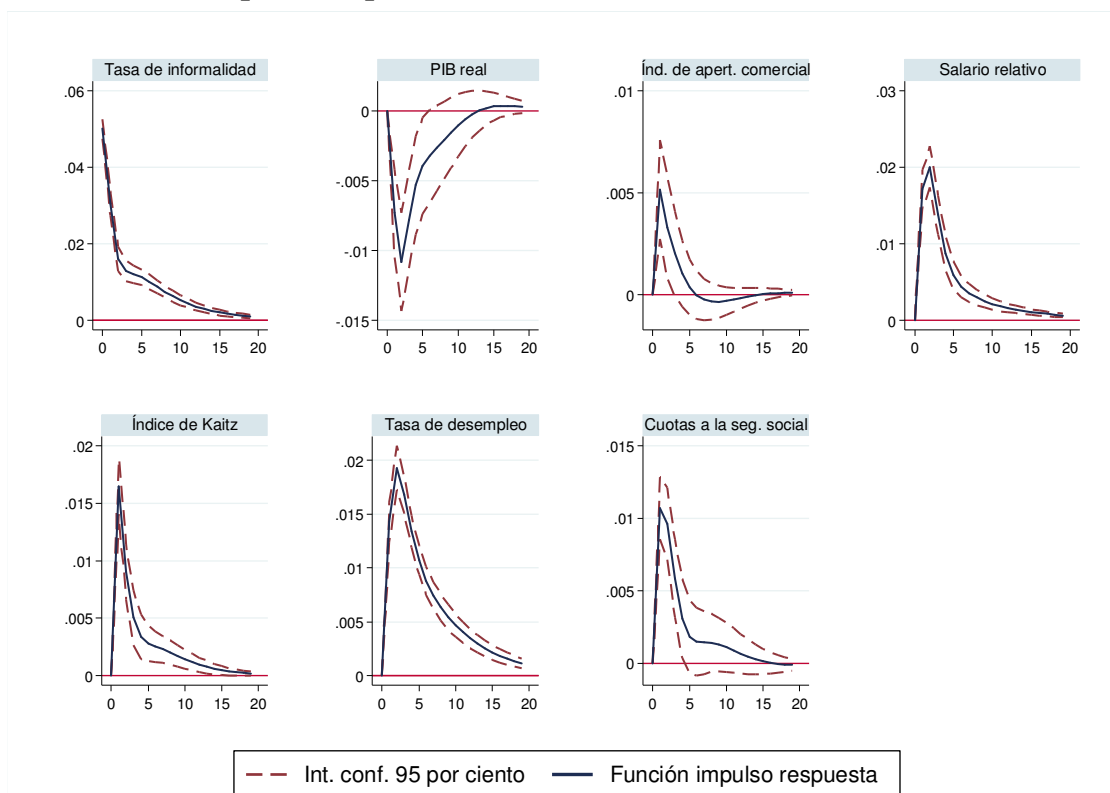 Tasa de informalidad
.06
.04
.02
0
0 5 10 15 20
PIB real
0
-.005
-.01
-.015
0 5 10 15 20
Índ. de apert. comercial
.01
.005
0
0 5 10 15 20
Salario relativo
.03
.02
.01
0
0 5 10 15 20
Índice de Kaitz
.02
.015
.01
.005
0
0 5 10 15 20
Tasa de desempleo
.02
.015
.01
.005
0
0 5 10 15 20
Cuotas a la seg. social
.015
.01
.005
0
0 5 10 15 20
Int. conf. 95 por ciento Función impulso respuesta